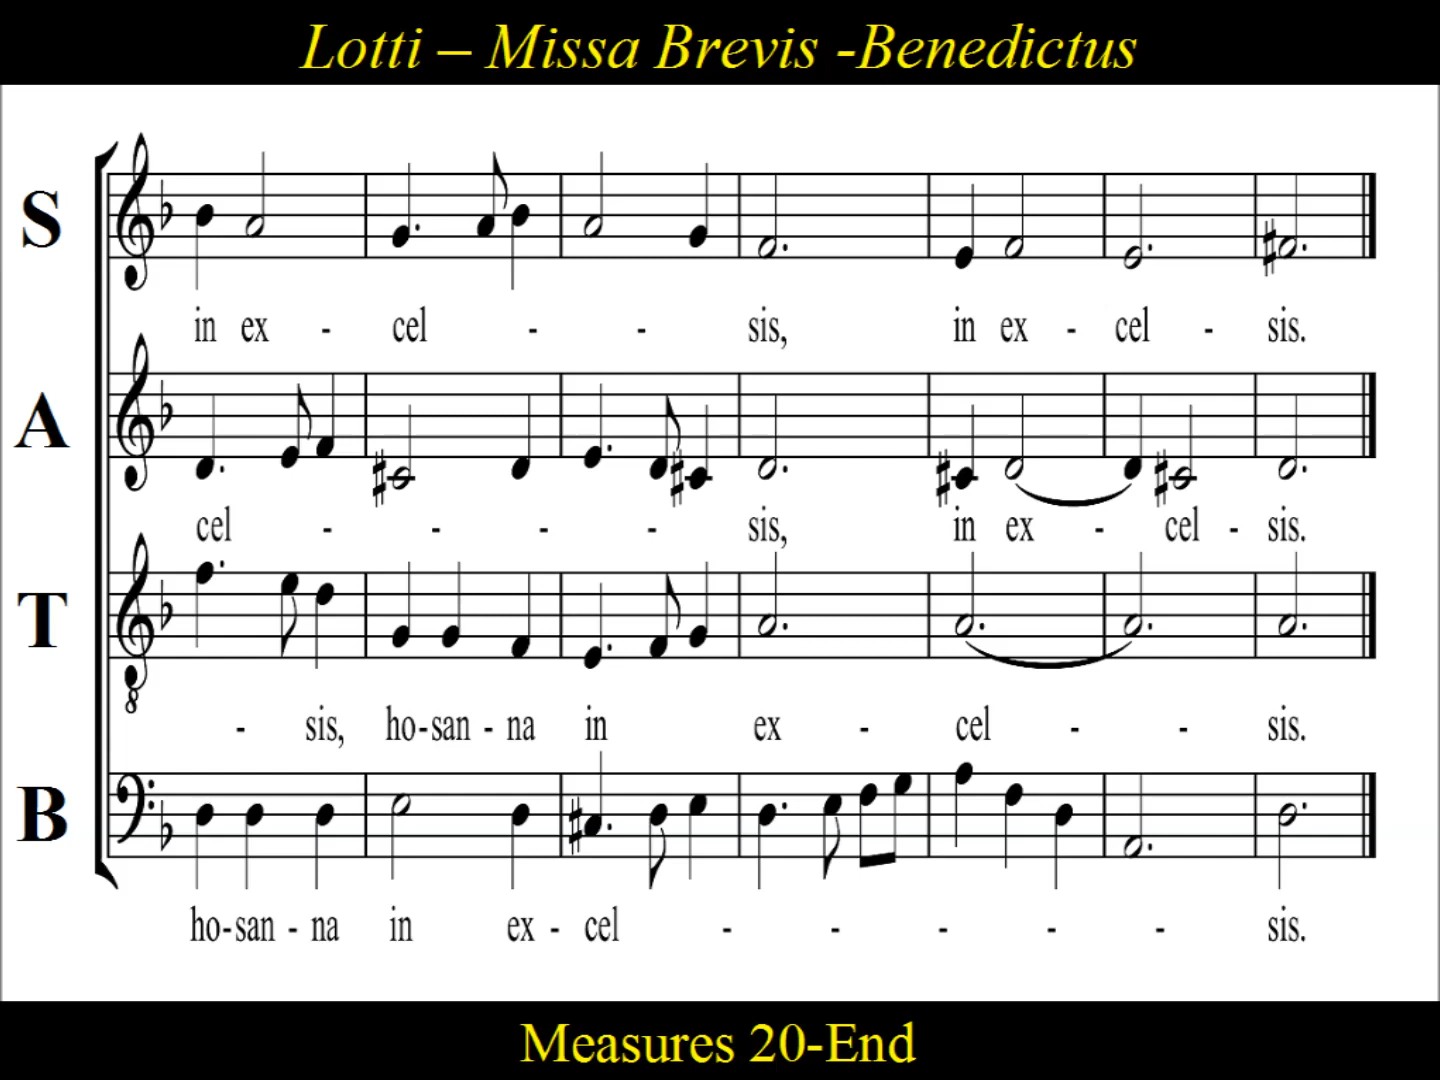 Lotti – Missa Brevis -Benedictus
S
in ex - cel - - sis, in ex - cel - sis.
A
cel - - - - sis, in ex - cel - sis.
T
8
- sis, ho-san - na in ex - cel - - sis.
B
ho-san - na in ex - cel - - - - - sis.
Measures 20-End